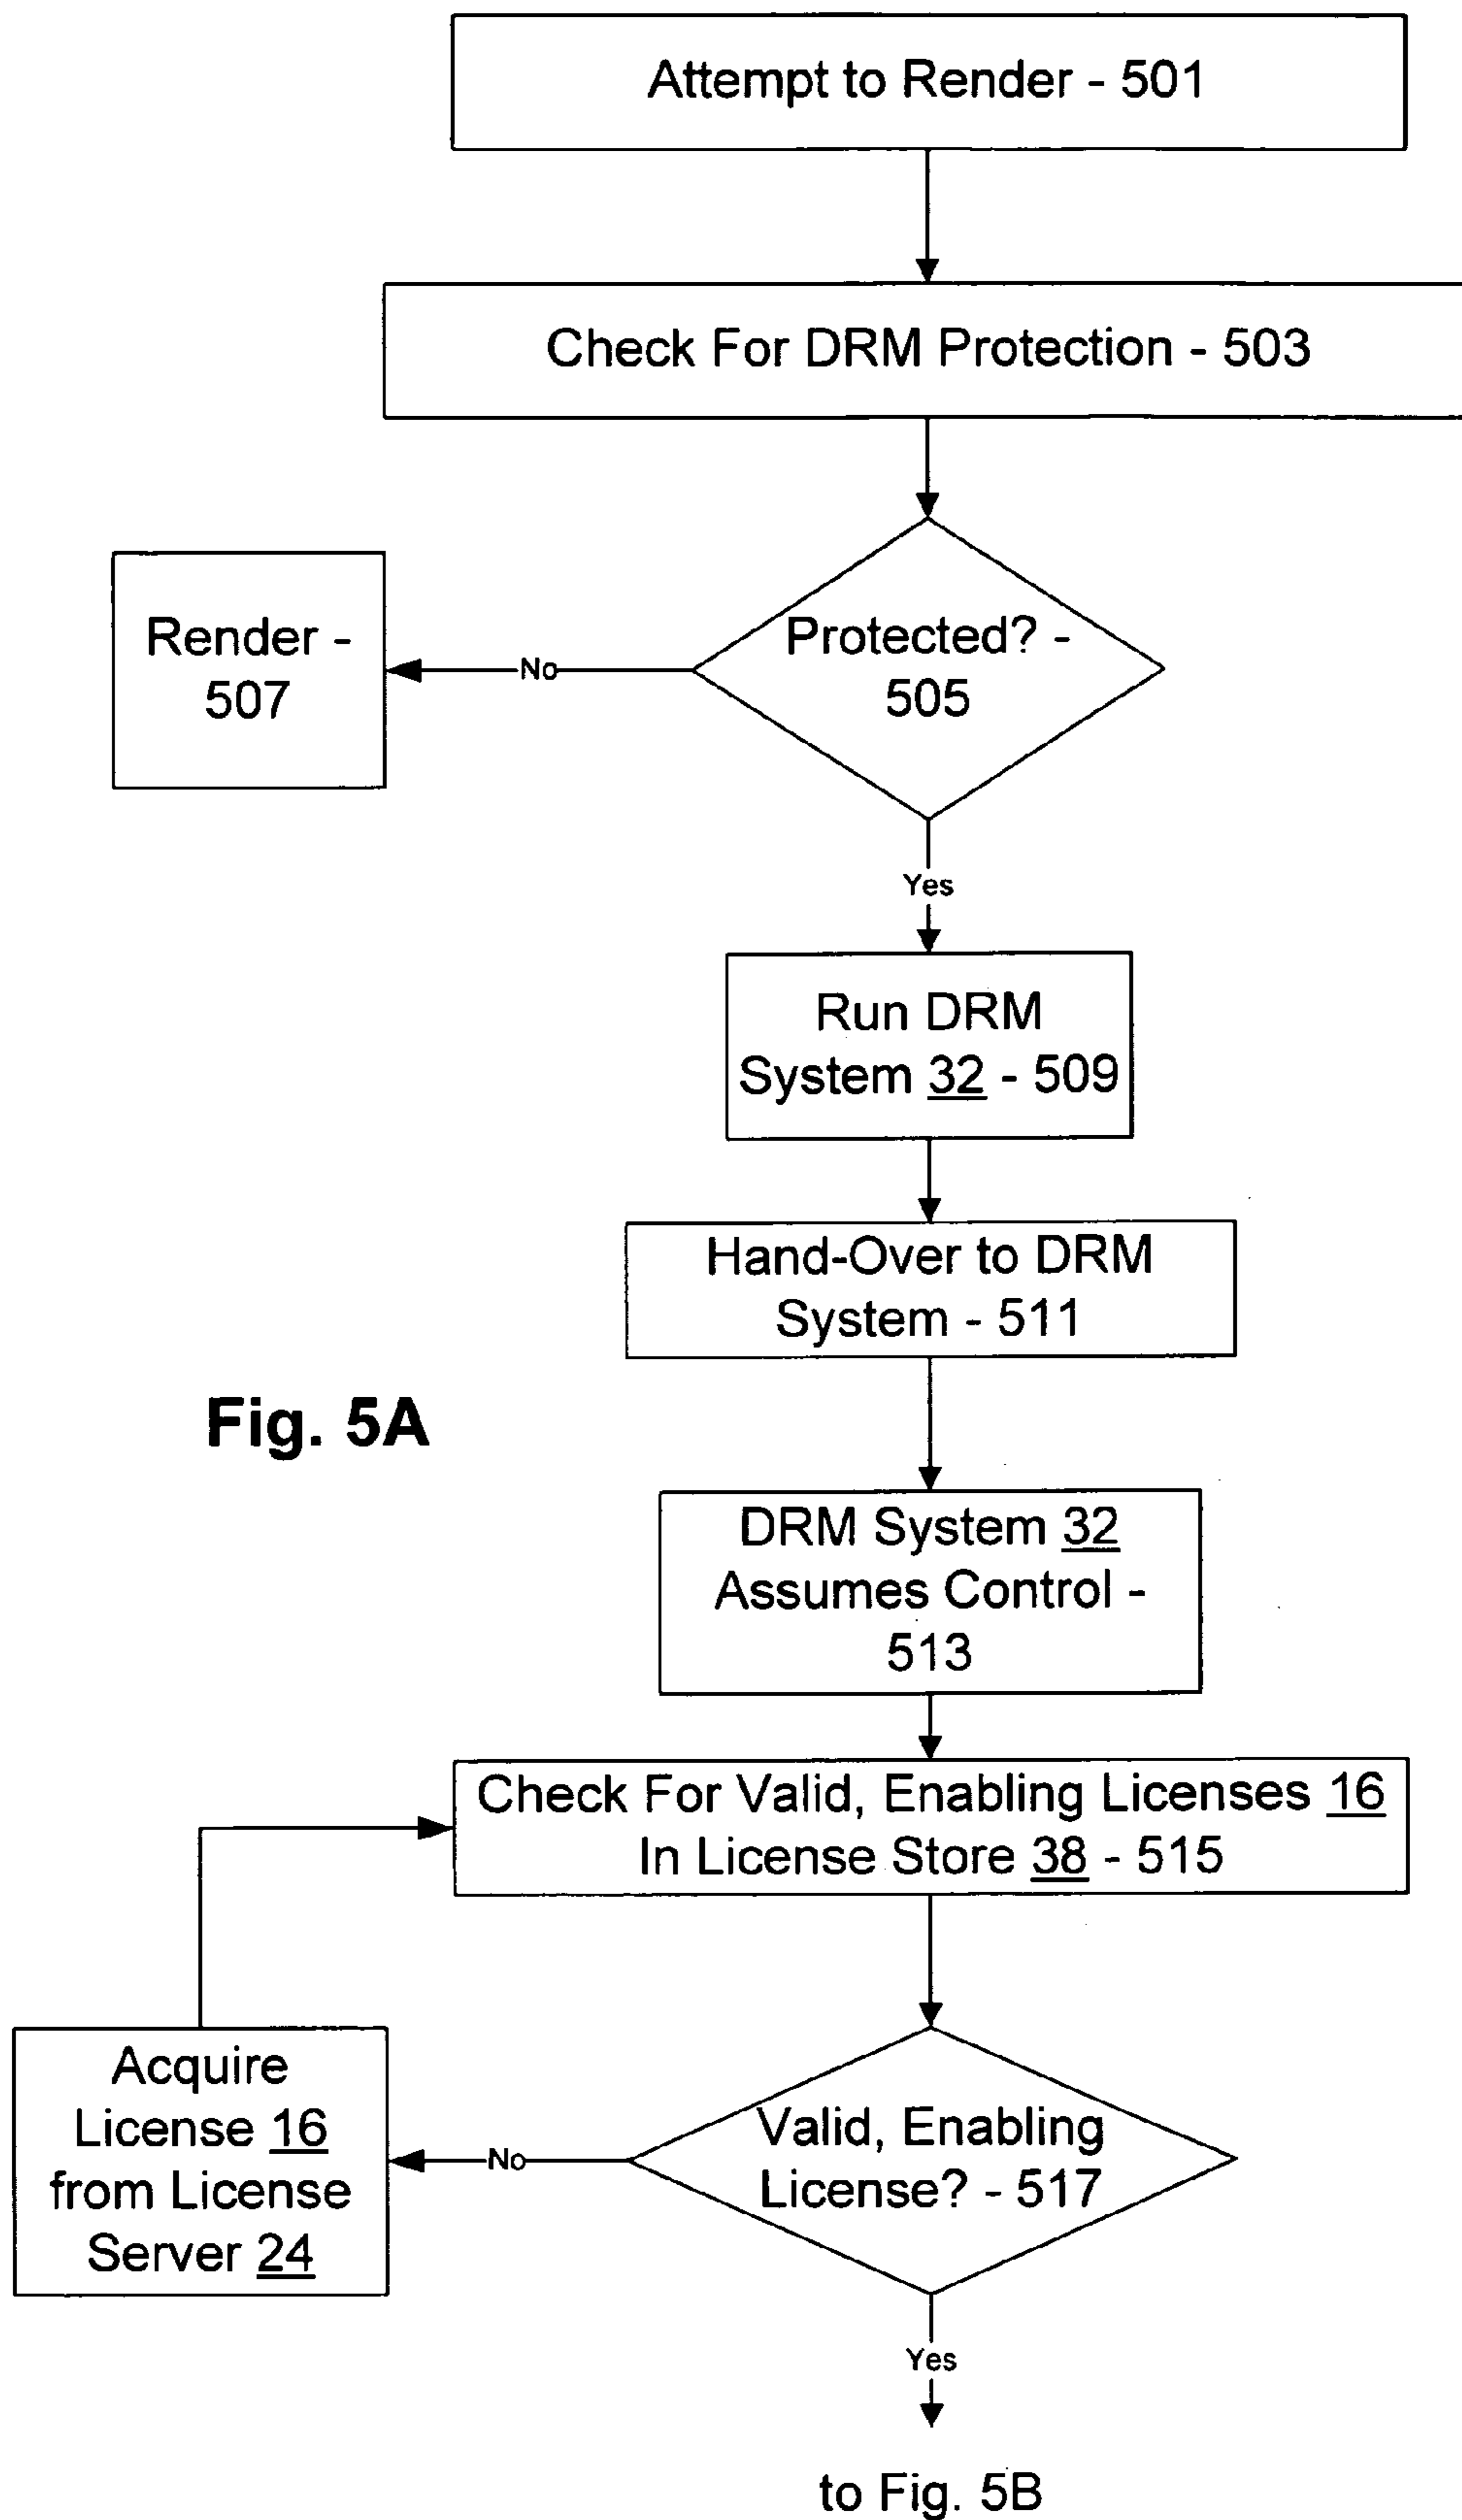 Attempt to Render - 501
Check For DRM Protection - 503
Protected? -
505
No
Render -
507
Yes
Run DRM
System 32 - 509
Hand-Over to DRM
System - 511
Fig. 5A
DRM System 32
Assumes Control -
513
Check For Valid, Enabling Licenses 16
In License Store 38 - 515
Valid, Enabling
License? - 517
No
Acquire
License 16
from License
Server 24
Yes
to Fig. 5B